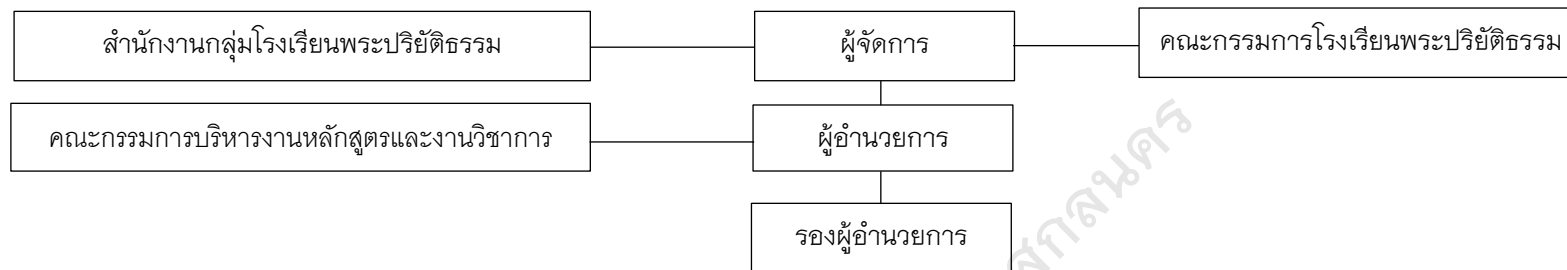 สำนักงานกลุ่มโรงเรียนพระปริยัติธรรม
ผู้จัดการ
คณะกรรมการโรงเรียนพระปริยัติธรรม
คณะกรรมการบริหารงานหลักสูตรและงานวิชาการ
ผู้อำนวยการ
รองผู้อำนวยการ